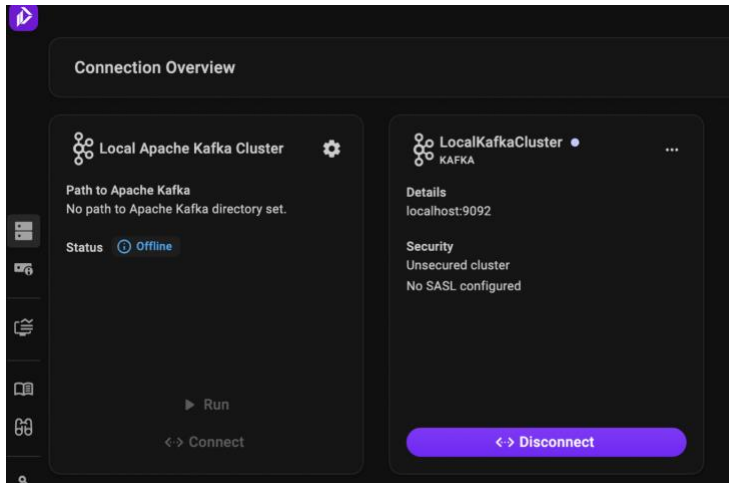 Connection Overview
Local Apache Kafka Cluster
Path to Apache Kafka
No path to Apache Kafka directory set.
Status Offline
Run
Connect
LocalKafkaCluster
KAFKA
Details
localhost:9092
Security
Unsecured cluster
No SASL configured
Disconnect